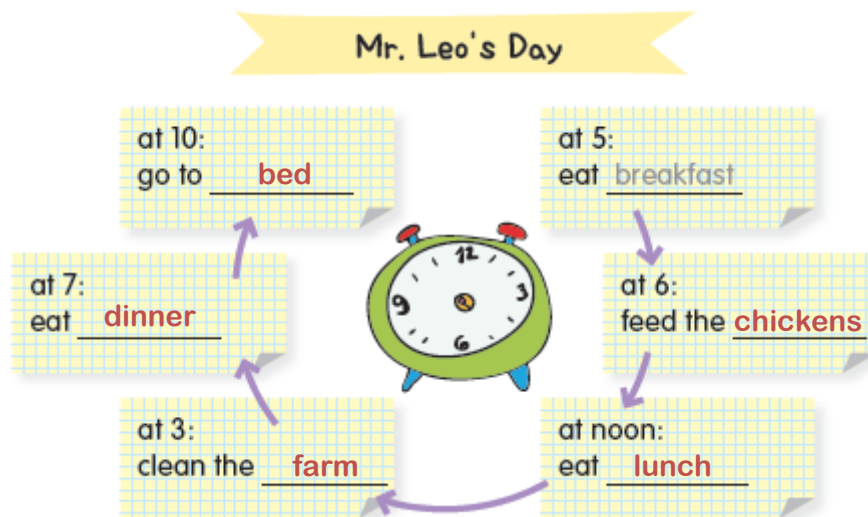 Mr. Leo's Day
at 5:
eat breakfast
at 6:
feed the chickens
at noon:
eat lunch
at 3:
clean the farm
at 7:
eat dinner
at 10:
go to bed
12
3
6
9